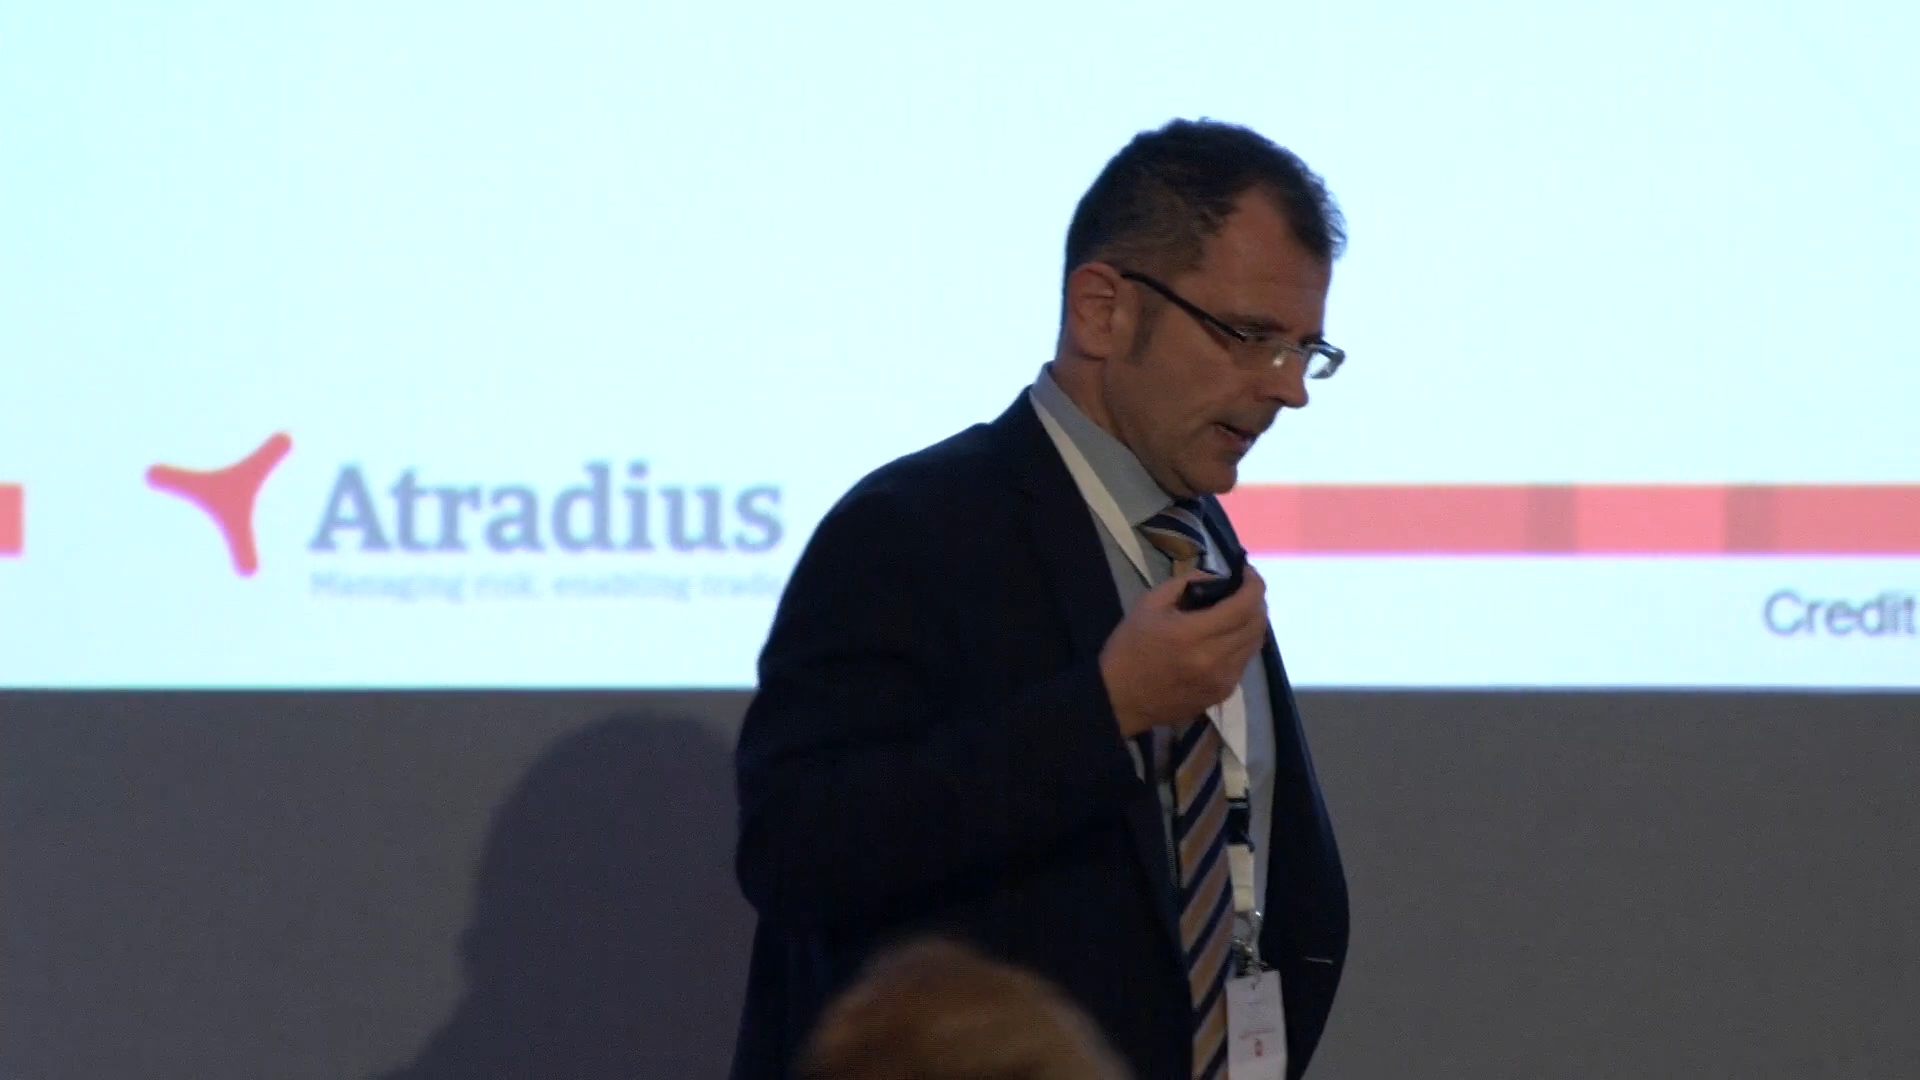 Atradius
Managing risk, enabling trade
Credit